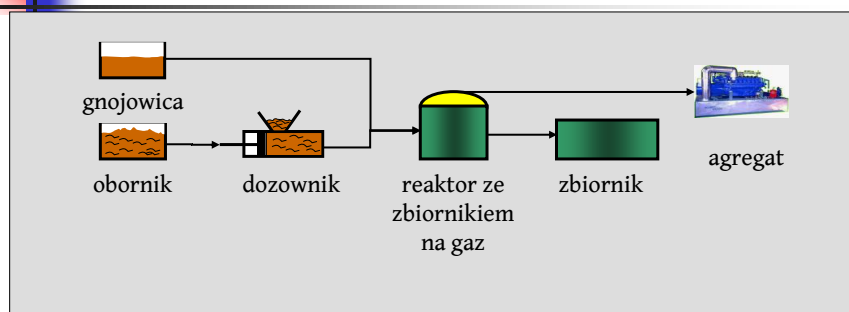 gnojowica
obornik
dozownik
reaktor ze
zbiornikiem
na gaz
zbiornik
agregat